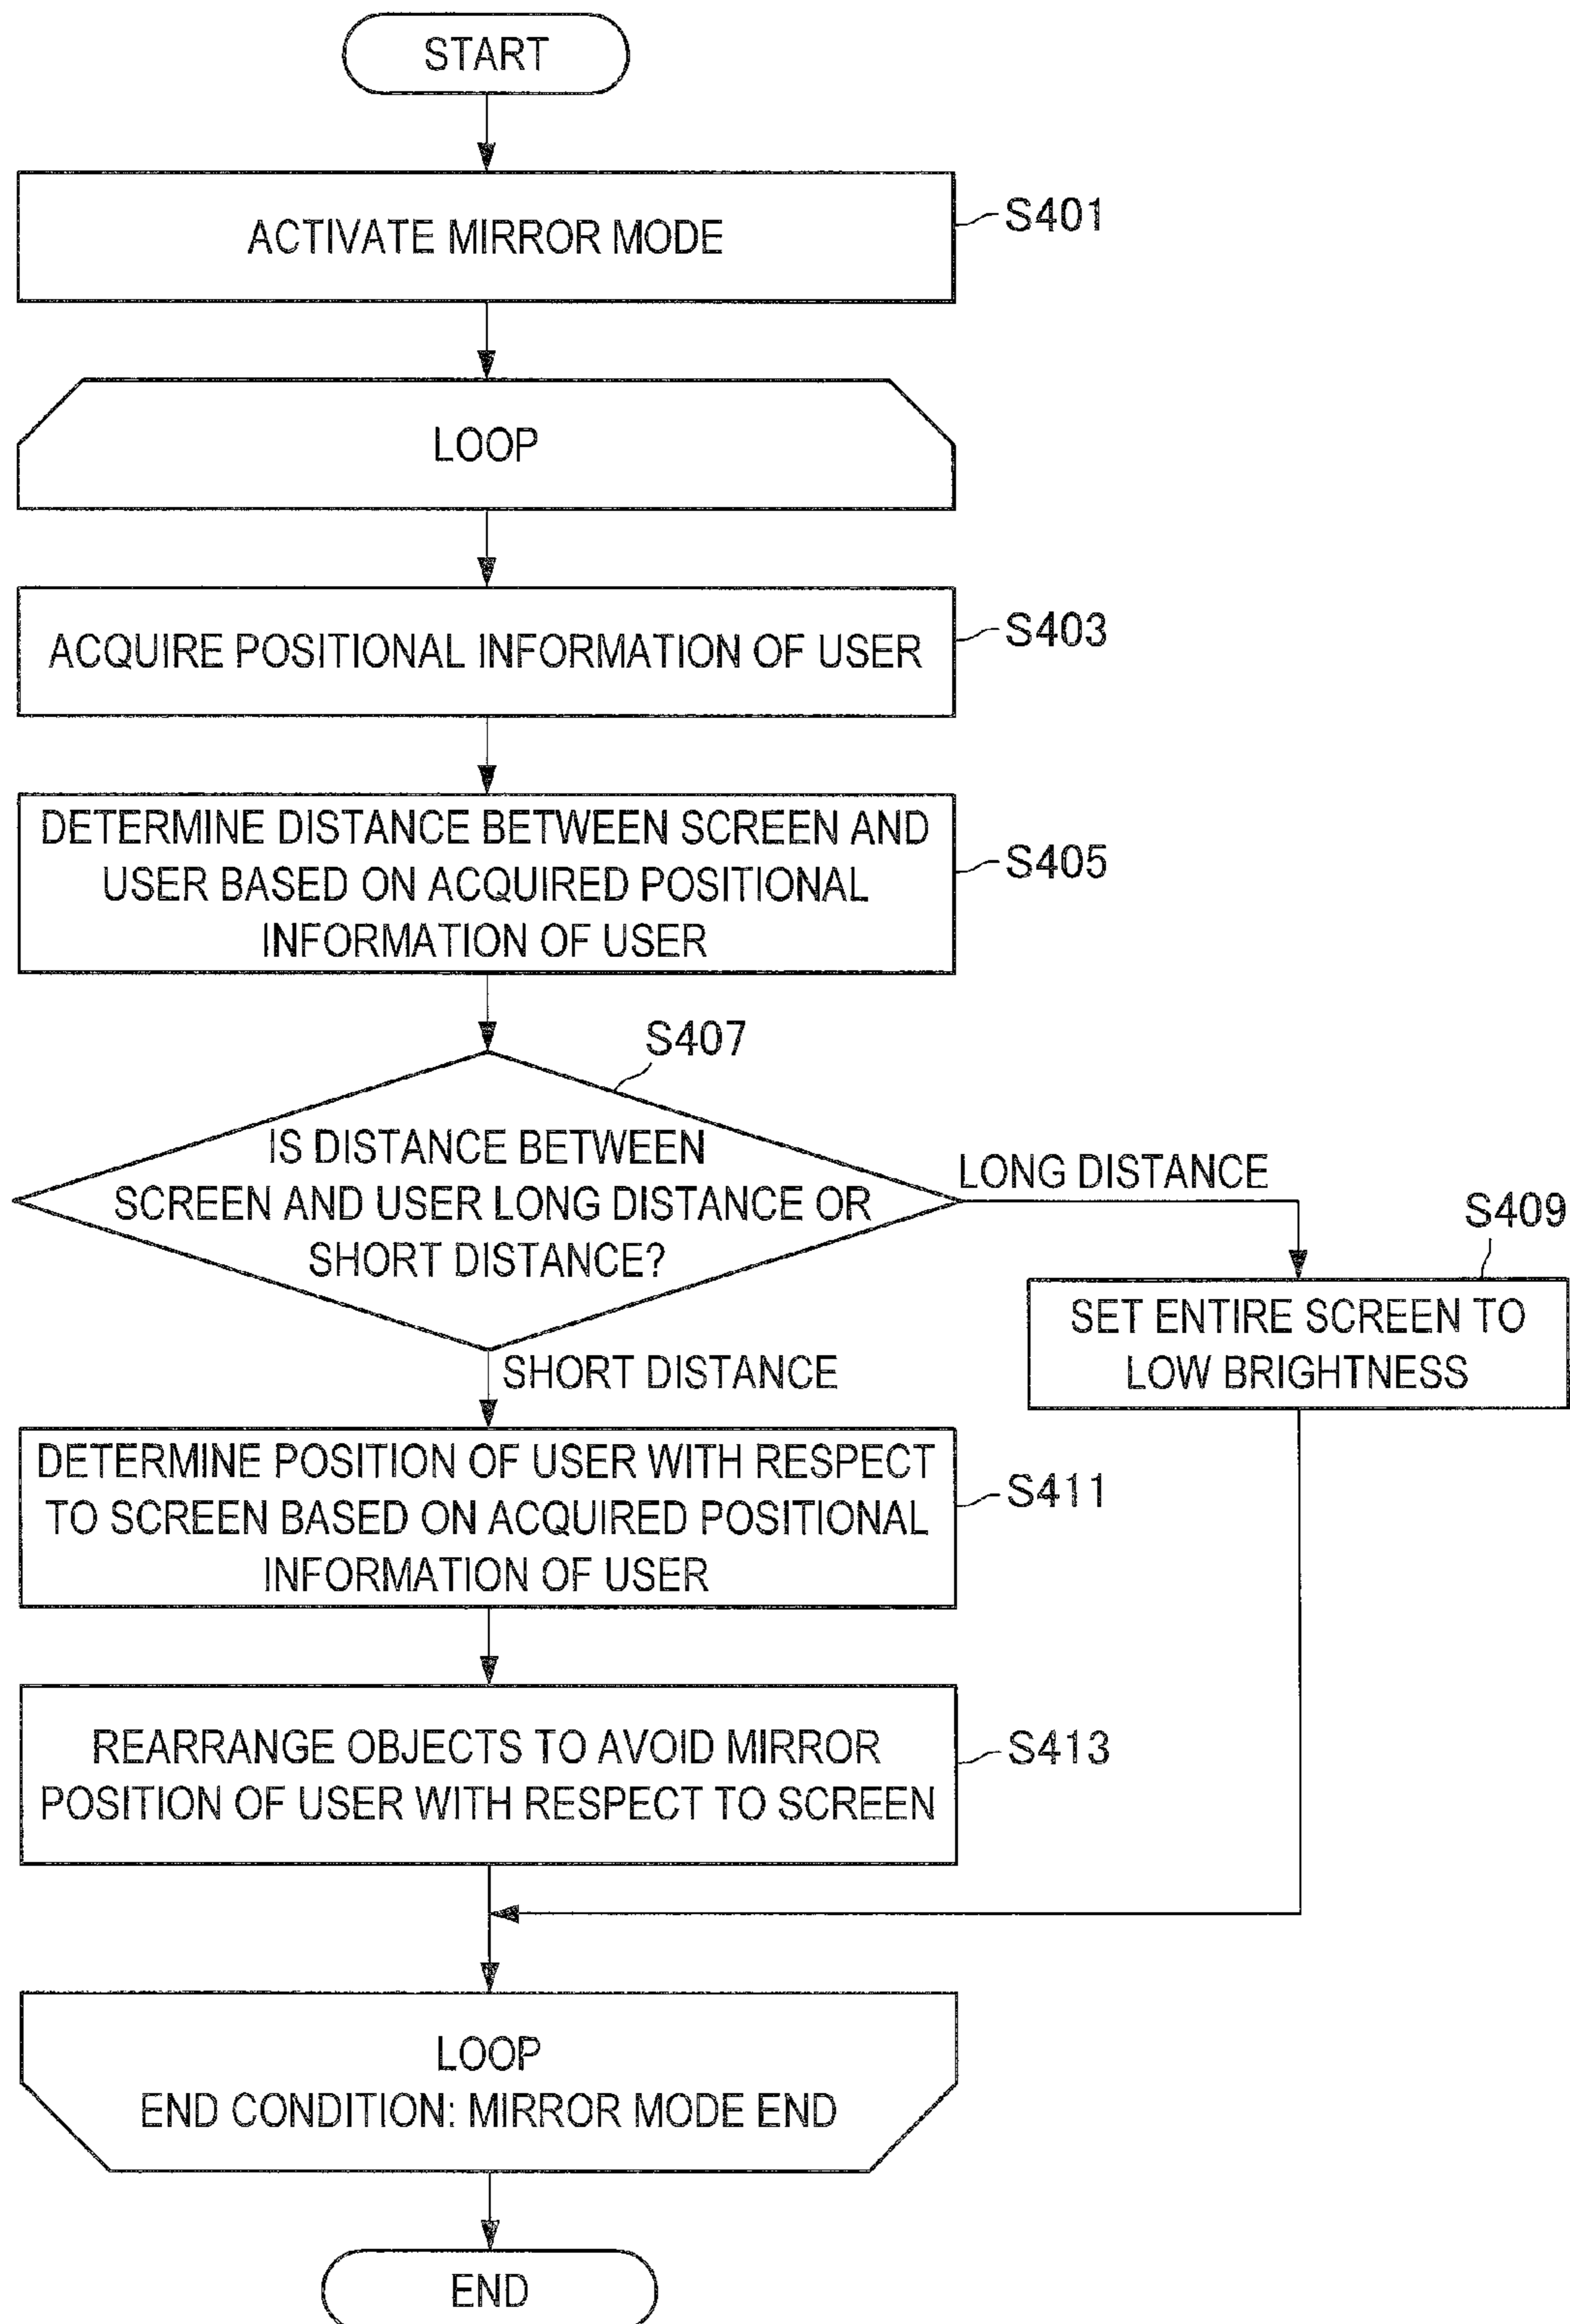 START
ACTIVATE MIRROR MODE
S401
LOOP
ACQUIRE POSITIONAL INFORMATION OF USER
S403
DETERMINE DISTANCE BETWEEN SCREEN AND
USER BASED ON ACQUIRED POSITIONAL
INFORMATION OF USER
S405
S407
IS DISTANCE BETWEEN
SCREEN AND USER LONG DISTANCE OR
SHORT DISTANCE?
LONG DISTANCE
S409
SET ENTIRE SCREEN TO
LOW BRIGHTNESS
SHORT DISTANCE
DETERMINE POSITION OF USER WITH RESPECT
TO SCREEN BASED ON ACQUIRED POSITIONAL
INFORMATION OF USER
S411
REARRANGE OBJECTS TO AVOID MIRROR
POSITION OF USER WITH RESPECT TO SCREEN
S413
LOOP
END CONDITION: MIRROR MODE END
END